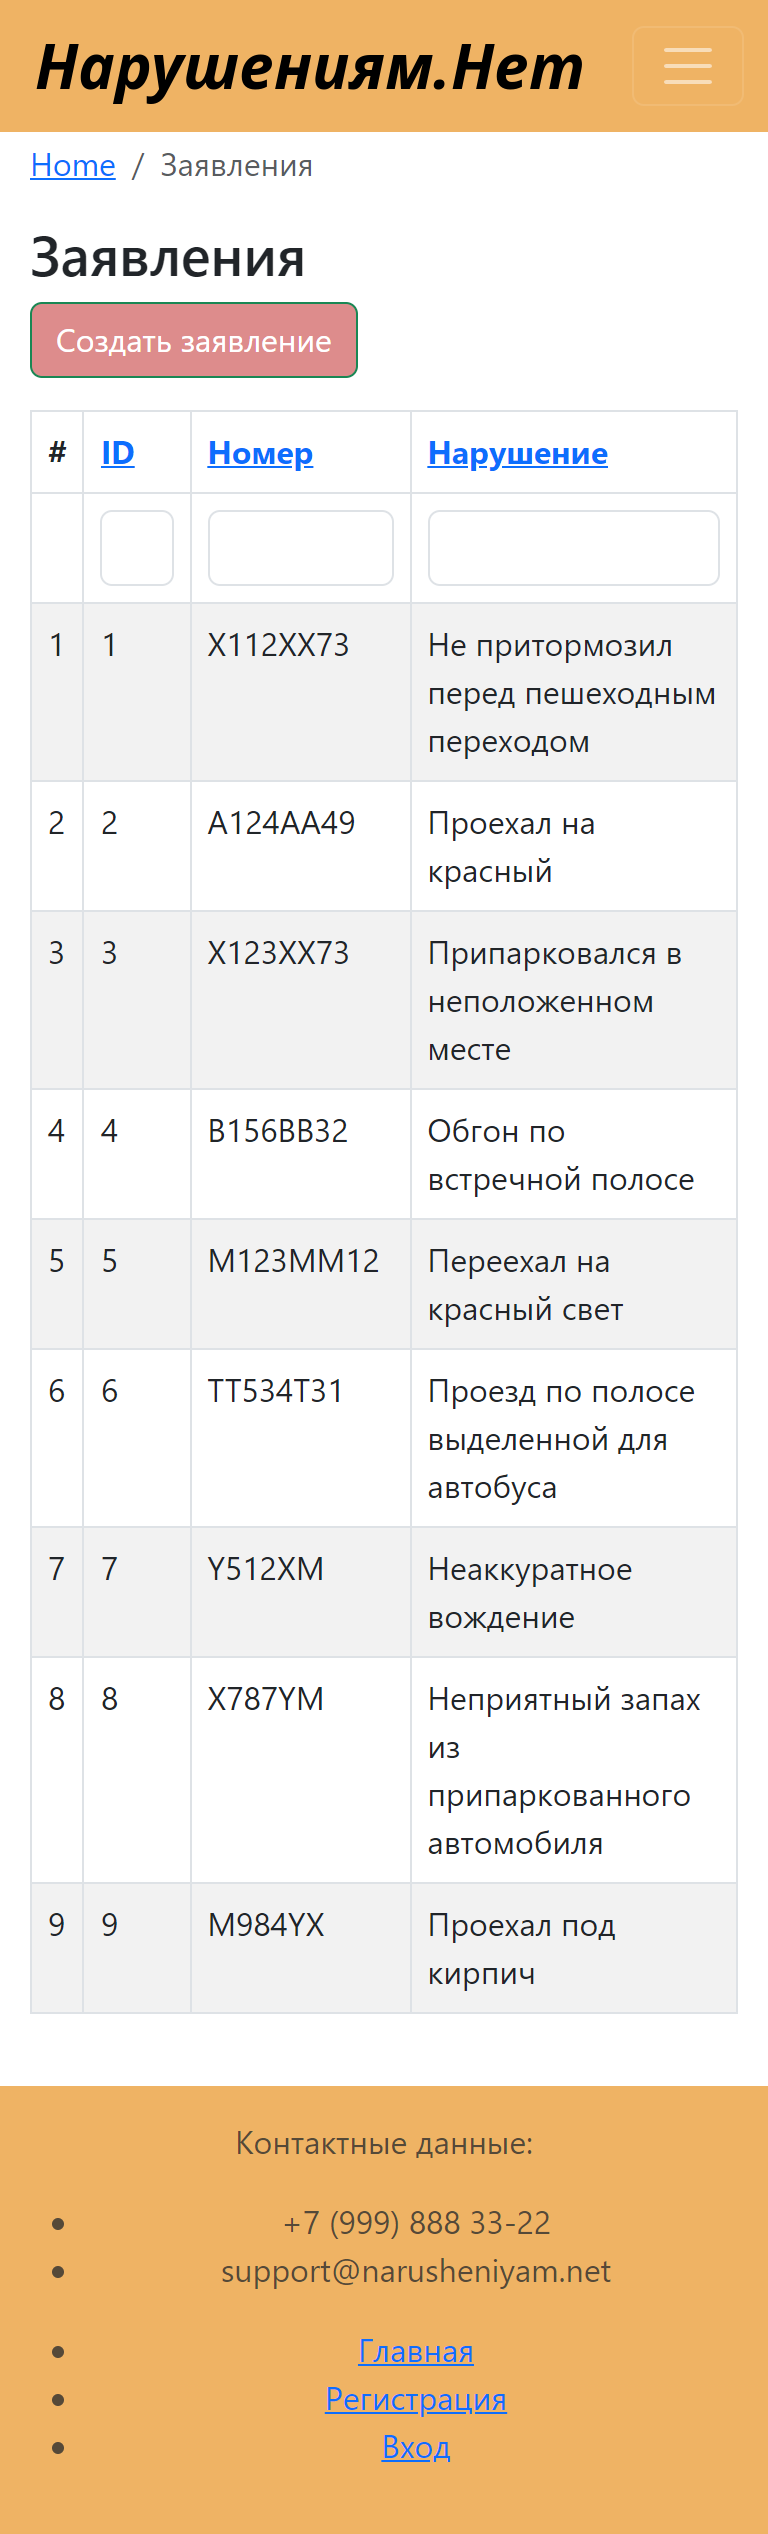 Нарушениям.Нет
Home / Заявления
Заявления
Создать заявление
# ID Номер Нарушение
1 1 X112XX73 Не притормозил
перед пешеходным
переходом
2 2 A124AA49 Проехал на
красный
3 3 X123XX73 Припарковался в
неположенном
месте
4 4 B156BB32 Обгон по
встречной полосе
5 5 M123MM12 Переехал на
красный свет
6 6 TT534T31 Проезд по полосе
выделенной для
автобуса
7 7 Y512XM Неаккуратное
вождение
8 8 X787YM Неприятный запах
из
припаркованного
автомобиля
9 9 M984YX Проехал под
кирпич
Контактные данные:
+7 (999) 888 33-22
support@narusheniyam.net
Главная
Регистрация
Вход